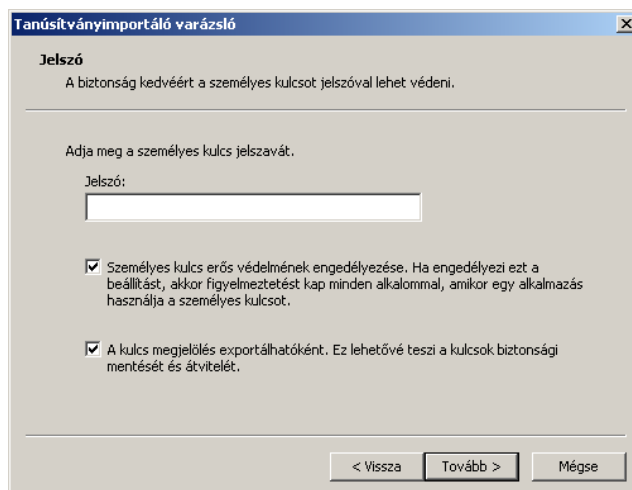 Tanúsítványimportáló varázsló
Jelszó
A biztonság kedvéért a személyes kulcsot jelszóval lehet védeni.
Adja meg a személyes kulcs jelszavát.
Jelszó:
Személyes kulcs erős védelmének engedélyezése. Ha engedélyezi ezt a
beállítást, akkor figyelmeztetést kap minden alkalommal, amikor egy alkalmazás
használja a személyes kulcsot.
A kulcs megjelölés exportálhatóként. Ez lehetővé teszi a kulcsok biztonsági
mentését és átvitelét.
< Vissza
Tovább >
Mégse